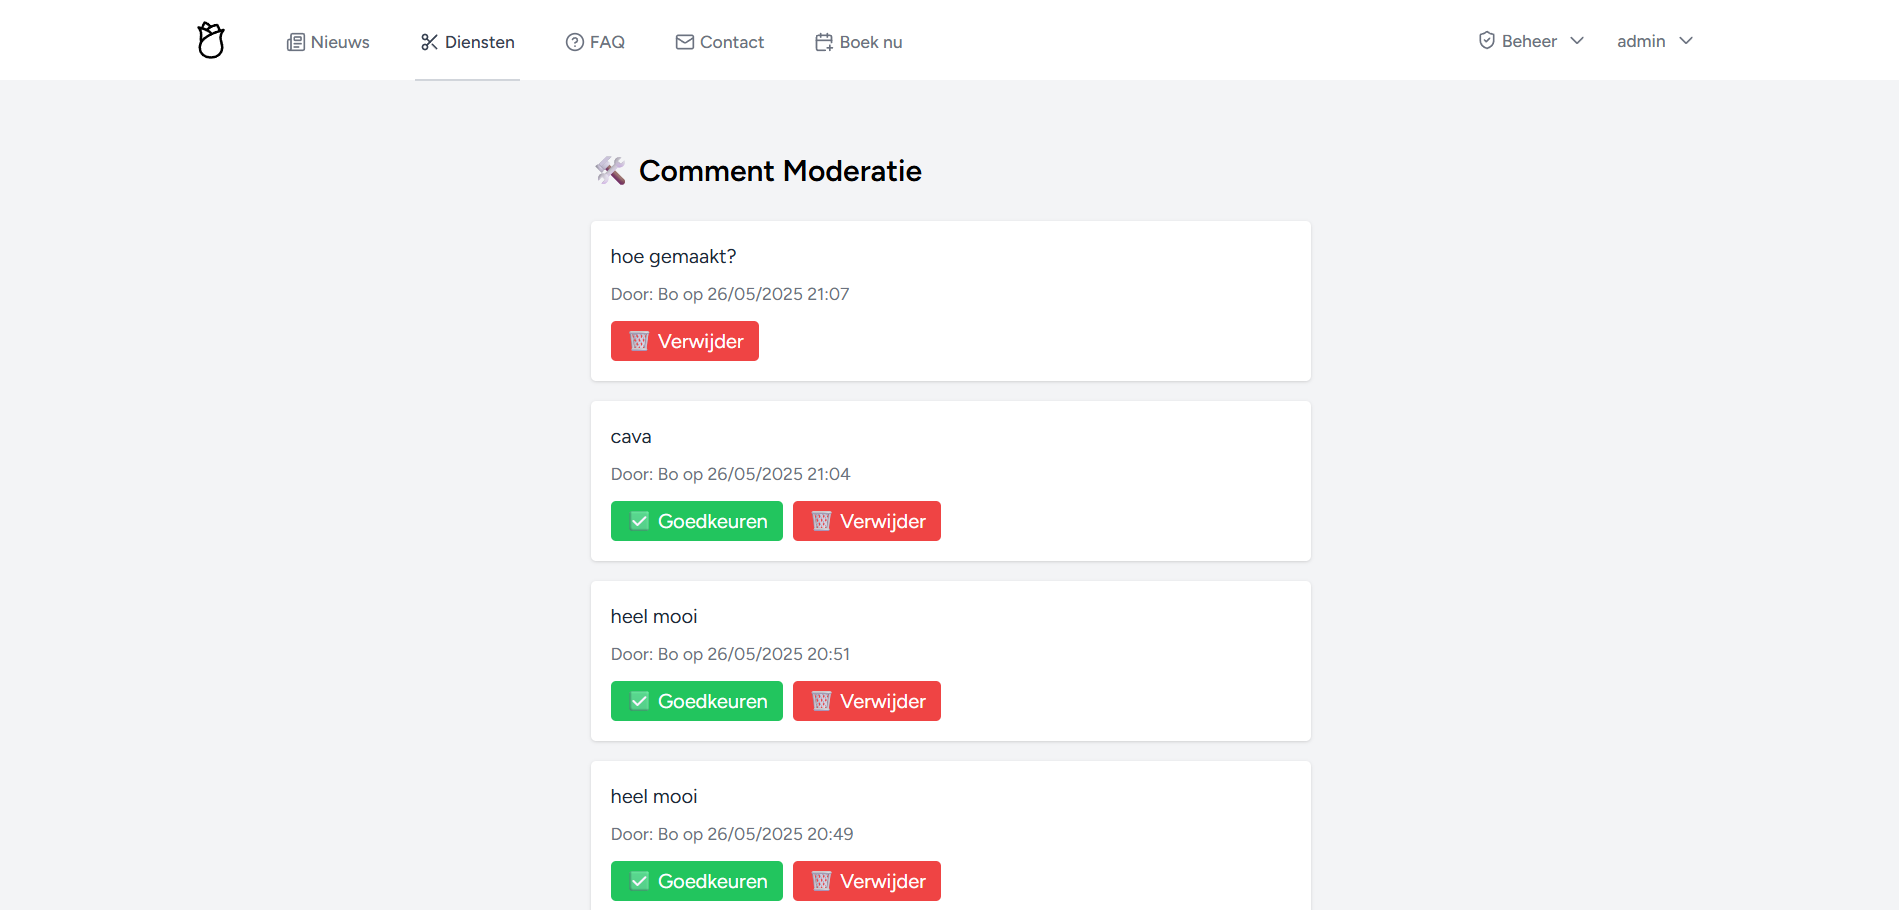 Nieuws Diensten FAQ Contact Boek nu Beheer admin
Comment Moderatie
hoe gemaakt?
Door: Bo op 26/05/2025 21:07
Verwijder
cava
Door: Bo op 26/05/2025 21:04
Goedkeuren Verwijder
heel mooi
Door: Bo op 26/05/2025 20:51
Goedkeuren Verwijder
heel mooi
Door: Bo op 26/05/2025 20:49
Goedkeuren Verwijder